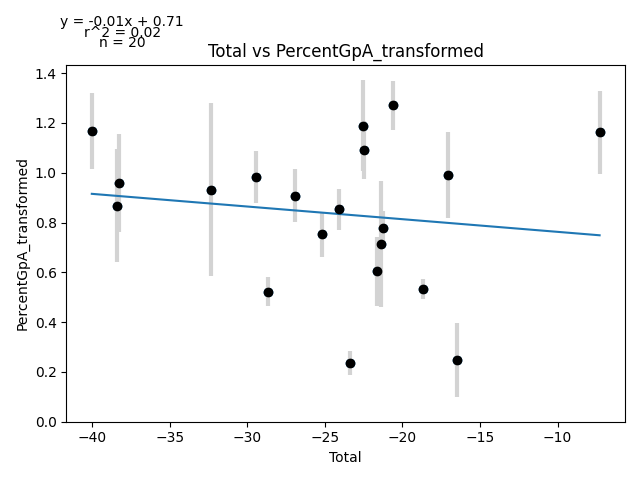 y = -0.01x + 0.71
r^2 = 0.02
n = 20
Total vs PercentGpA_transformed
PercentGpA_transformed
1.4
1.2
1.0
0.8
0.6
0.4
0.2
0.0
−40 −35 −30 −25 −20 −15 −10
Total